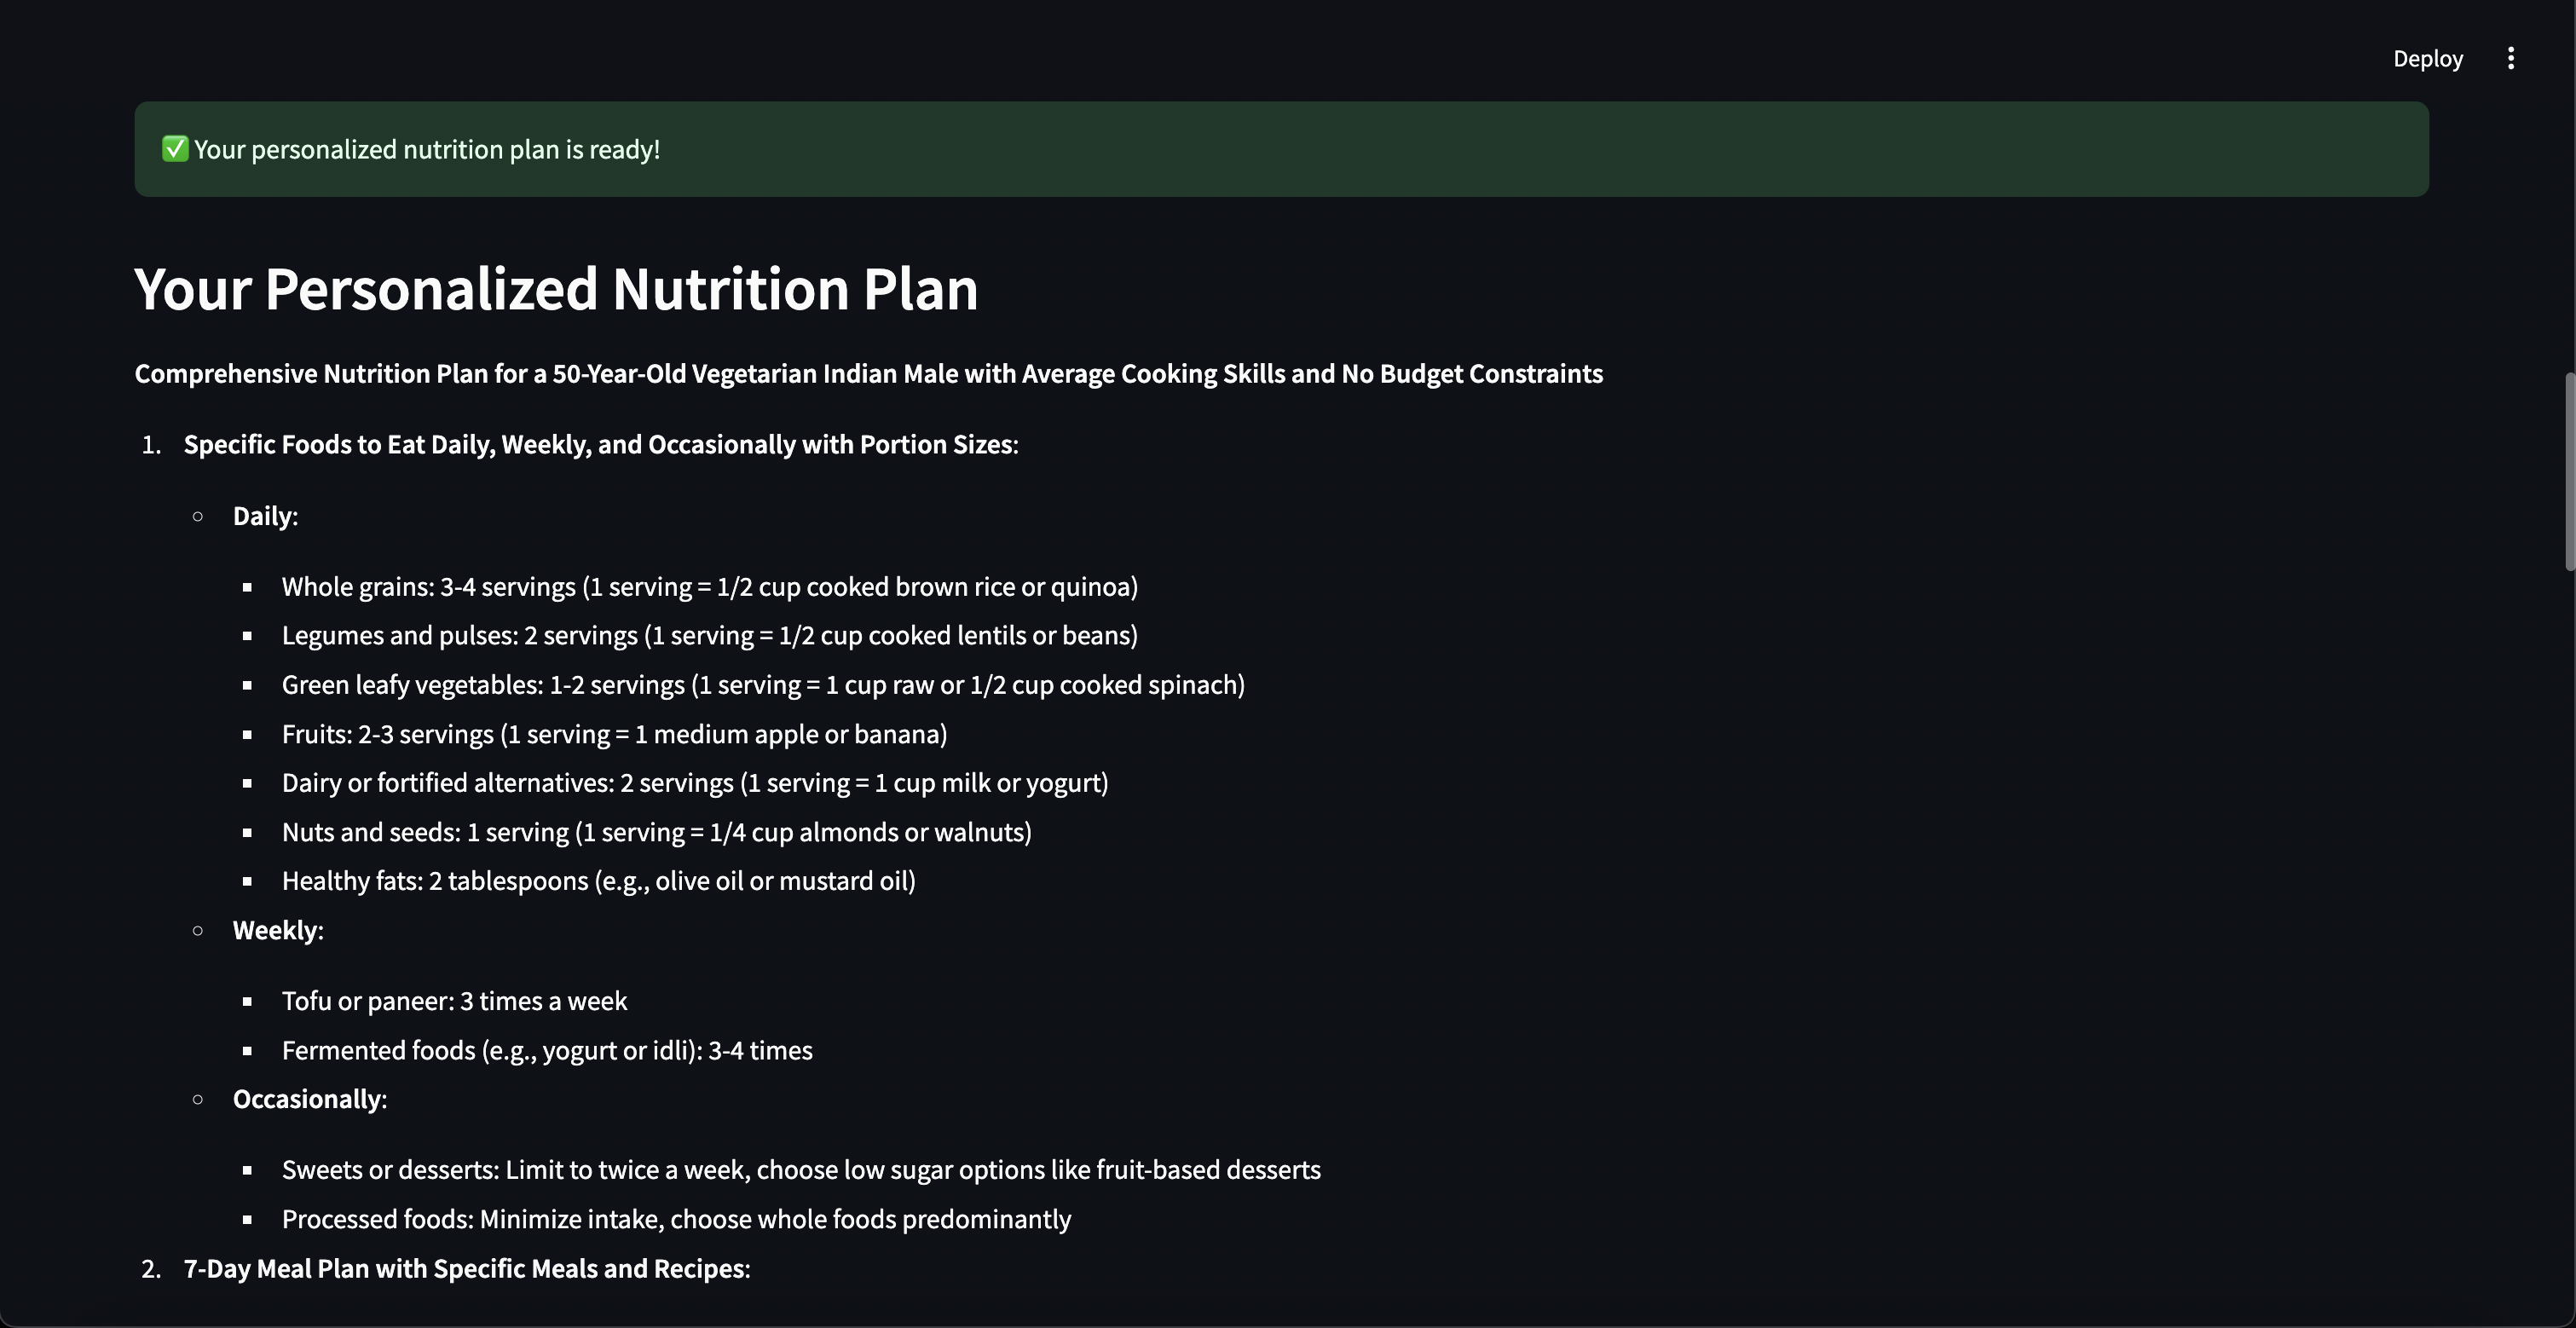 Deploy
✅ Your personalized nutrition plan is ready!
Your Personalized Nutrition Plan
Comprehensive Nutrition Plan for a 50-Year-Old Vegetarian Indian Male with Average Cooking Skills and No Budget Constraints
1. Specific Foods to Eat Daily, Weekly, and Occasionally with Portion Sizes:
○ Daily:
▪ Whole grains: 3-4 servings (1 serving = 1/2 cup cooked brown rice or quinoa)
▪ Legumes and pulses: 2 servings (1 serving = 1/2 cup cooked lentils or beans)
▪ Green leafy vegetables: 1-2 servings (1 serving = 1 cup raw or 1/2 cup cooked spinach)
▪ Fruits: 2-3 servings (1 serving = 1 medium apple or banana)
▪ Dairy or fortified alternatives: 2 servings (1 serving = 1 cup milk or yogurt)
▪ Nuts and seeds: 1 serving (1 serving = 1/4 cup almonds or walnuts)
▪ Healthy fats: 2 tablespoons (e.g., olive oil or mustard oil)
○ Weekly:
▪ Tofu or paneer: 3 times a week
▪ Fermented foods (e.g., yogurt or idli): 3-4 times
○ Occasionally:
▪ Sweets or desserts: Limit to twice a week, choose low sugar options like fruit-based desserts
▪ Processed foods: Minimize intake, choose whole foods predominantly
2. 7-Day Meal Plan with Specific Meals and Recipes: